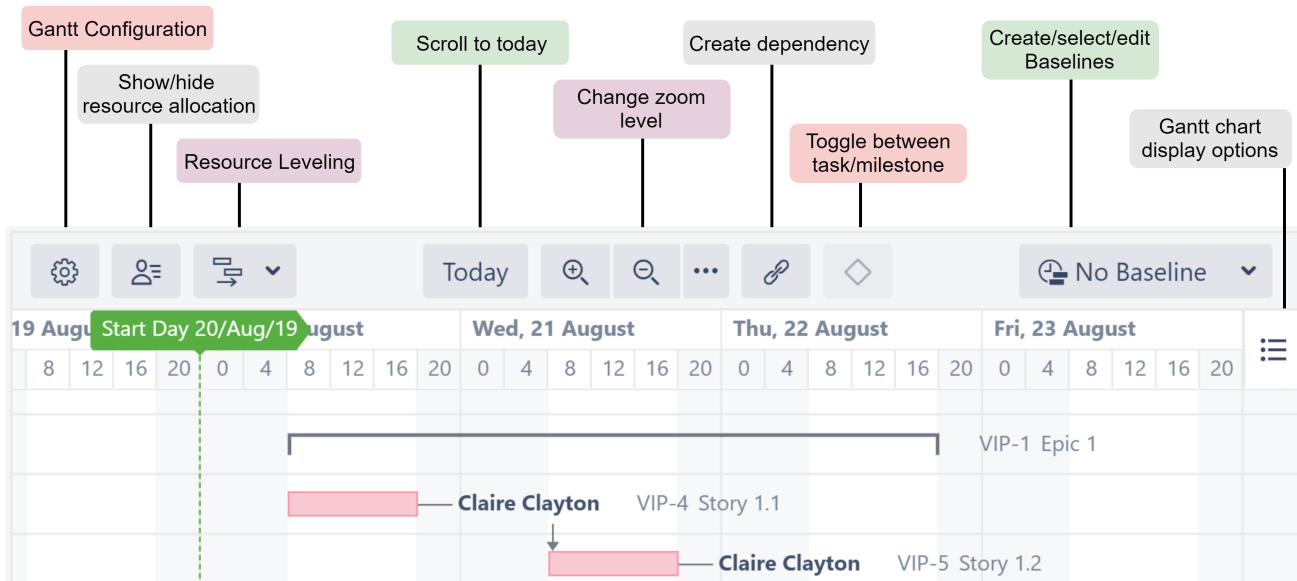 Gantt Configuration
Show/hide
resource allocation
Resource Leveling
Scroll to today
Change zoom
level
Create dependency
Toggle between
task/milestone
Create/select/edit
Baselines
Gantt chart
display options
Today
No Baseline
19 Augu
Start Day 20/Aug/19
ugust
Wed, 21 August
Thu, 22 August
Fri, 23 August
8 12 16 20 0 4 8 12 16 20 0 4 8 12 16 20 0 4 8 12 16 20 0 4 8 12 16 20
VIP-1 Epic 1
Claire Clayton VIP-4 Story 1.1
Claire Clayton VIP-5 Story 1.2